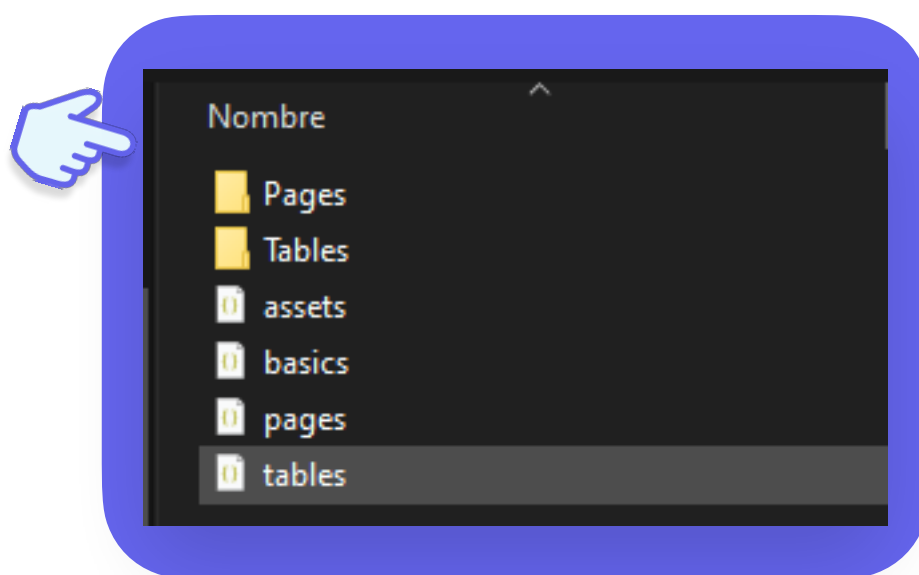 Nombre
Pages
Tables
assets
basics
pages
tables